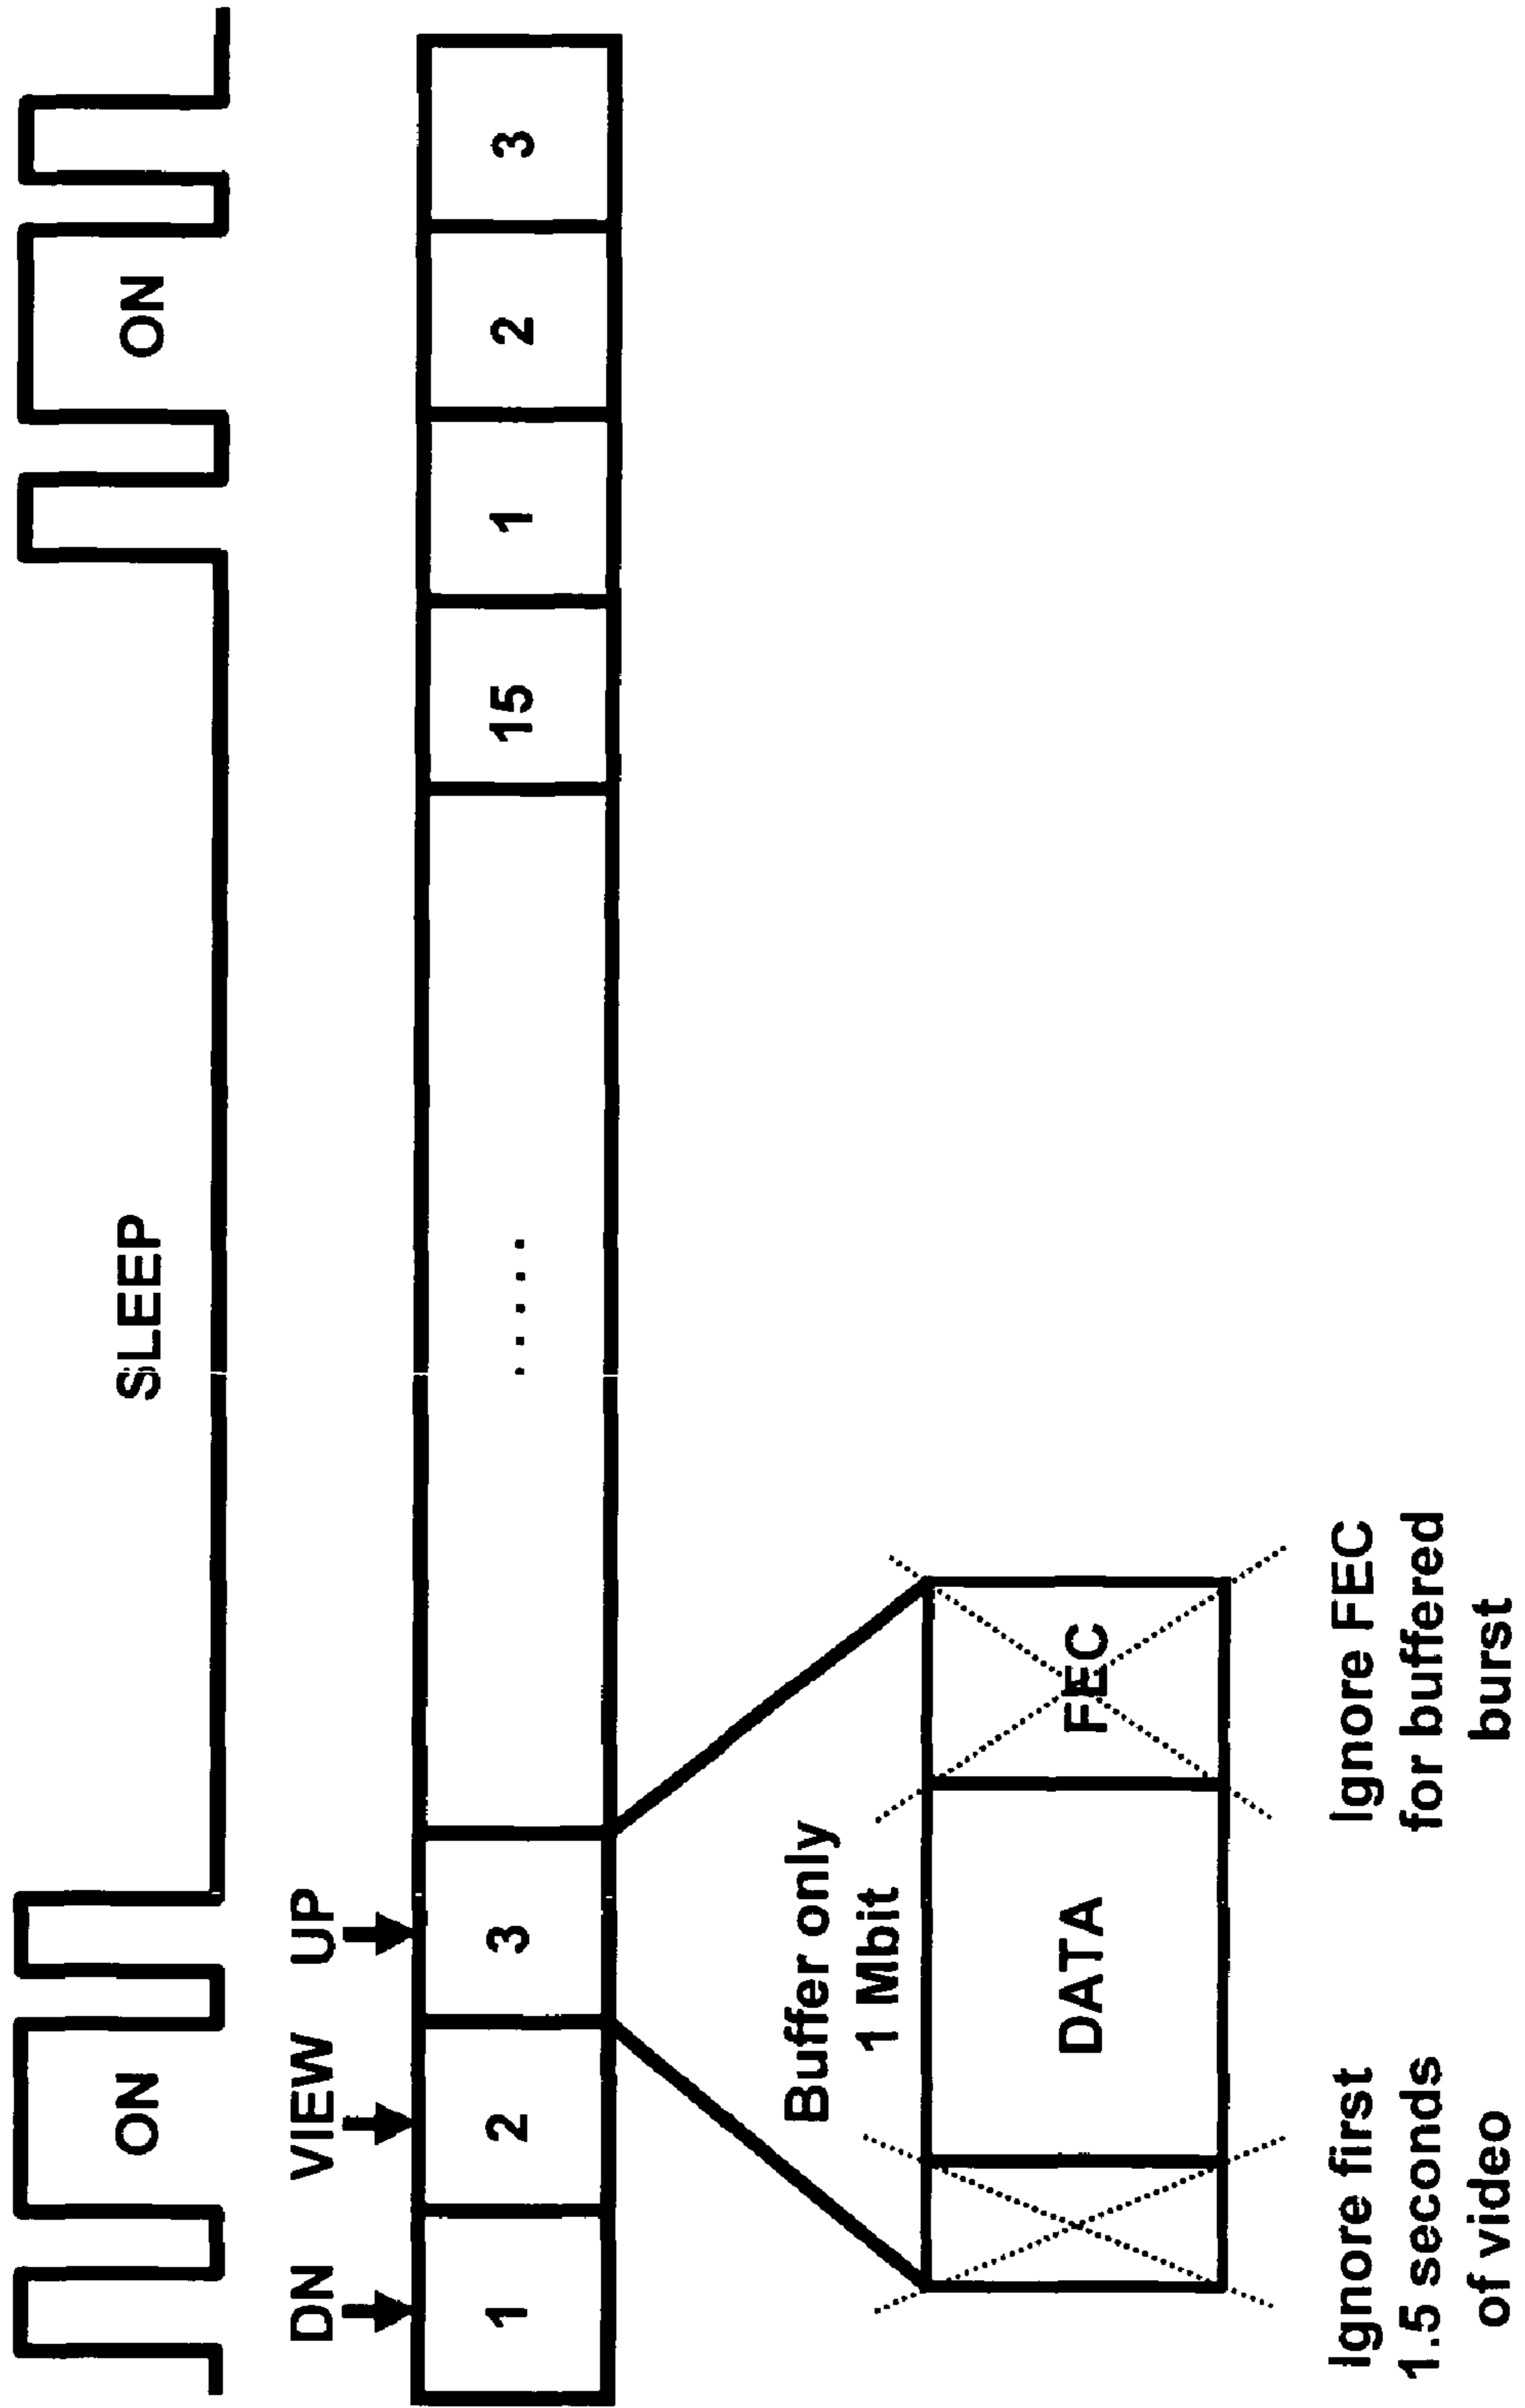 ON
SLEEP
ON
DN
VIEW
UP
1
2
3
.....
15
1
2
3
Buffer only
1 Mbit
DATA
FEC
Ignore first
1.5 seconds
of video
Ignore FEC
for buffered
burst